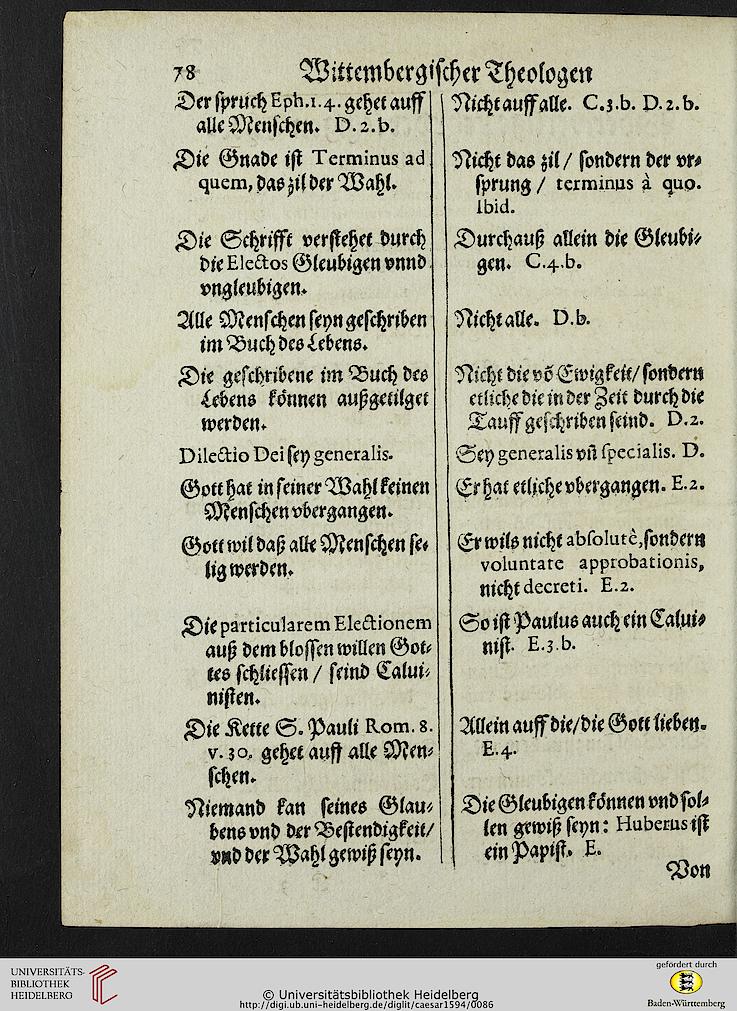 78
Wittembergischer Theologen
Der spruch Eph.1.4. gehet auff
alle Menschen. D.2.b.
Die Gnade ist Terminus ad
quem, das zil der Wahl.
Die Schrifft verstehet durch
die Electos Gleubigen vnnd
vngleubigen.
Alle Menschen seyn geschriben
im Buch des Lebens.
Die geschribene im Buch des
Lebens können außgetilget
werden.
Dilectio Dei sey generalis.
Gott hat in seiner Wahl keinen
Menschen vbergangen.
Gott wil daß alle Menschen se⸗
lig werden.
Die particularem Electionem
auß dem blossen willen Got⸗
tes schliessen / seind Calui⸗
nisten.
Die Kette S. Pauli Rom. 8.
v. 30. gehet auff alle Men⸗
schen.
Niemand kan seines Glau⸗
bens vnd der Bestendigkeit/
vnd der Wahl gewiß seyn.
Nicht auff alle. C.3.b. D.2.b.
Nicht das zil / sondern der vr⸗
sprung / terminus à quo.
Ibid.
Durchauß allein die Gleubi⸗
gen. C.4.b.
Nicht alle. D.b.
Nicht die võ Ewigkeit/ sondern
etliche die in der Zeit durch die
Tauff geschriben seind. D.2.
Sey generalis vñ specialis. D.
Er hat etliche vbergangen. E.2.
Er wils nicht absolutè, sondern
voluntate approbationis,
nicht decreti. E.2.
So ist Paulus auch ein Calui⸗
nist. E.3.b.
Allein auff die/die Gott lieben.
E.4.
Die Gleubigen können vnd sol⸗
len gewiß seyn: Huberus ist
ein Papist. E.
Von
UNIVERSITÄTS-
BIBLIOTHEK
HEIDELBERG
© Universitätsbibliothek Heidelberg
http://digi.ub.uni-heidelberg.de/diglit/caesar1594/0086
gefördert durch
Baden-Württemberg